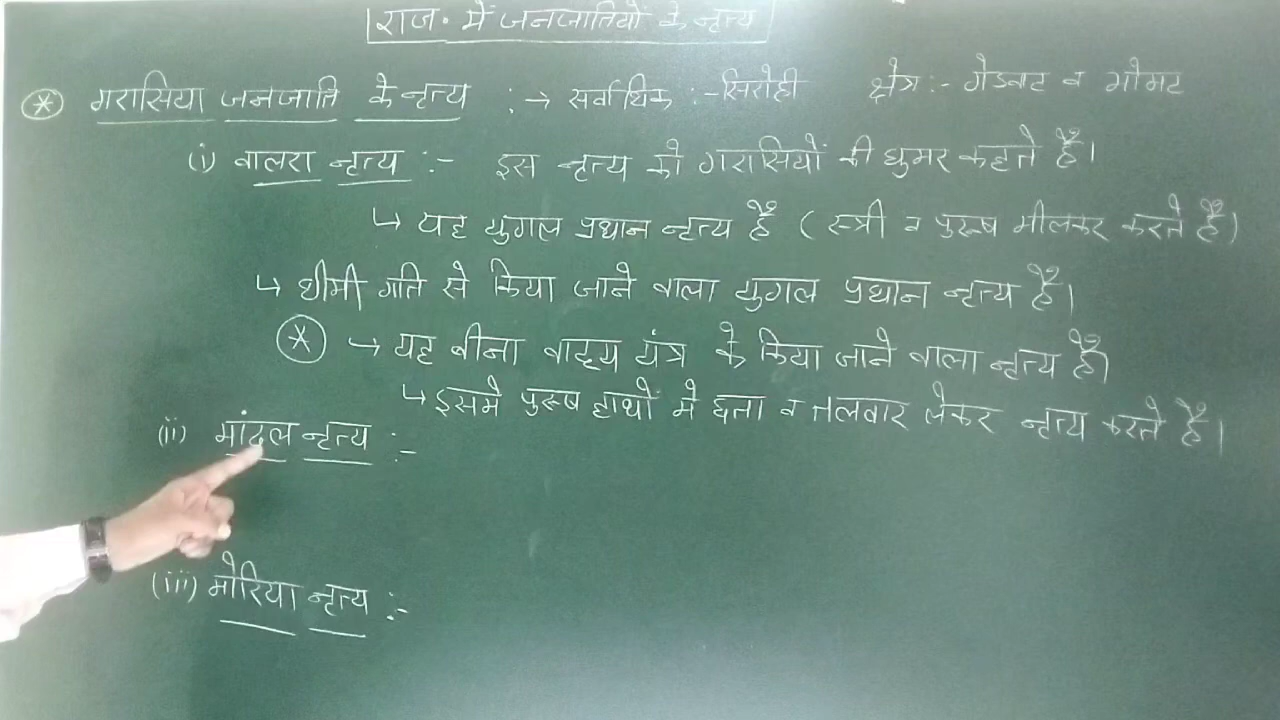 राज. में जनजातियों के नृत्य
* गरासिया जनजाति के नृत्य :→ सर्वाधिक :- सिरोही क्षेत्र :- गोडवाट व भोमट
(i) वालरा नृत्य :- इस नृत्य को गरासियों की घुमर कहते हैं।
↳ यह युगल प्रधान नृत्य हैं (स्त्री व पुरूष मीलकर करते हैं)
↳ धीमी गति से किया जाने वाला युगल प्रधान नृत्य हैं।
* → यह बीना वाद्य यंत्र के किया जाने वाला नृत्य हैं।
↳ इसमे पुरूष हाथों मे छाता व तलवार लेकर नृत्य करते हैं।
(ii) मांदल नृत्य :-
(iii) मोरिया नृत्य :-